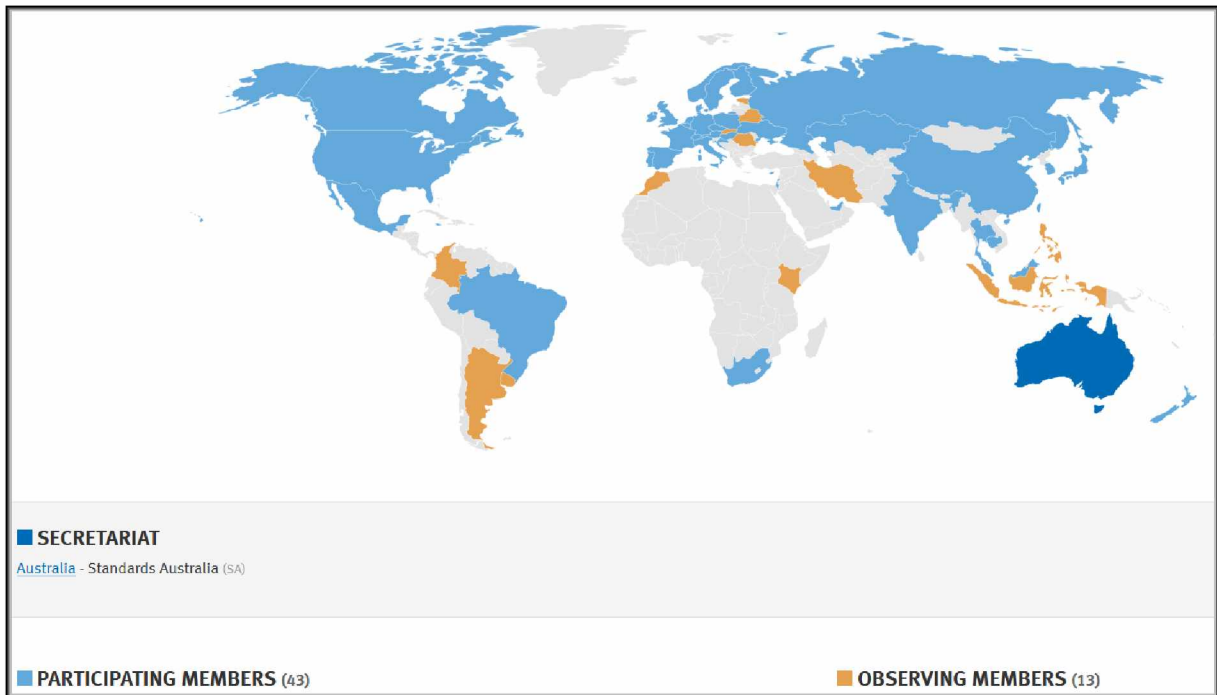 SECRETARIAT
Australia - Standards Australia (SA)
PARTICIPATING MEMBERS (43)
OBSERVING MEMBERS (13)